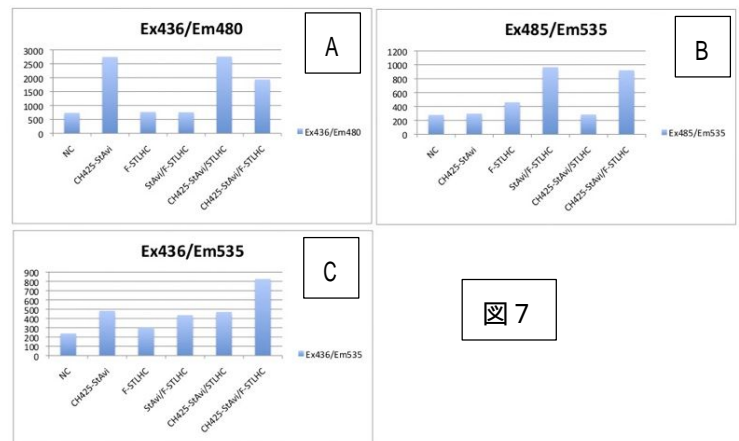 Ex436/Em480
A
3000
2500
2000
1500
1000
500
0
NC
CH425-StAvi
F-STLHC
StAvi/F-STLHC
CH425-StAvi/STLHC
CH425-StAvi/F-STLHC
Ex436/Em480
Ex485/Em535
B
1200
1000
800
600
400
200
0
NC
CH425-StAvi
F-STLHC
StAvi/F-STLHC
CH425-StAvi/STLHC
CH425-StAvi/F-STLHC
Ex485/Em535
Ex436/Em535
C
900
800
700
600
500
400
300
200
100
0
NC
CH425-StAvi
F-STLHC
StAvi/F-STLHC
CH425-StAvi/STLHC
CH425-StAvi/F-STLHC
Ex436/Em535
図7